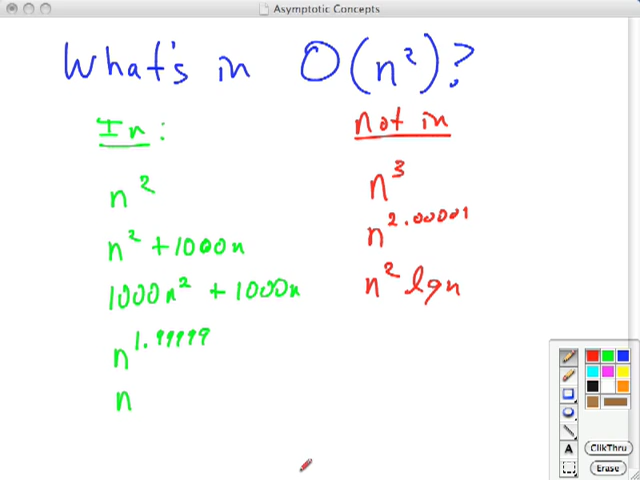 Asymptotic Concepts
What's in O(n²)?
In:
n²
n² + 1000n
1000n² + 1000n
n^1.99999
n
Not in
n³
n^2.00001
n² lg n
A
ClikThru
Erase